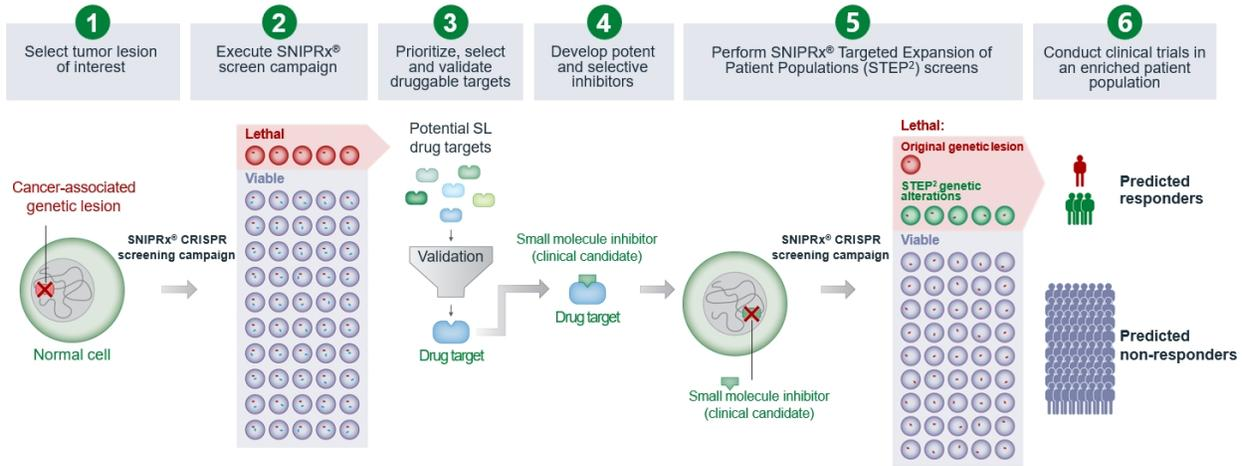 1
Select tumor lesion
of interest
2
Execute SNIPRx®
screen campaign
3
Prioritize, select
and validate
druggable targets
4
Develop potent
and selective
inhibitors
5
Perform SNIPRx® Targeted Expansion of
Patient Populations (STEP²) screens
6
Conduct clinical trials in
an enriched patient
population
Cancer-associated
genetic lesion
Normal cell
SNIPRx® CRISPR
screening campaign
Lethal
Viable
Potential SL
drug targets
Validation
Drug target
Small molecule inhibitor
(clinical candidate)
Drug target
Small molecule inhibitor
(clinical candidate)
SNIPRx® CRISPR
screening campaign
Lethal:
Original genetic lesion
STEP² genetic
alterations
Viable
Predicted
responders
Predicted
non-responders